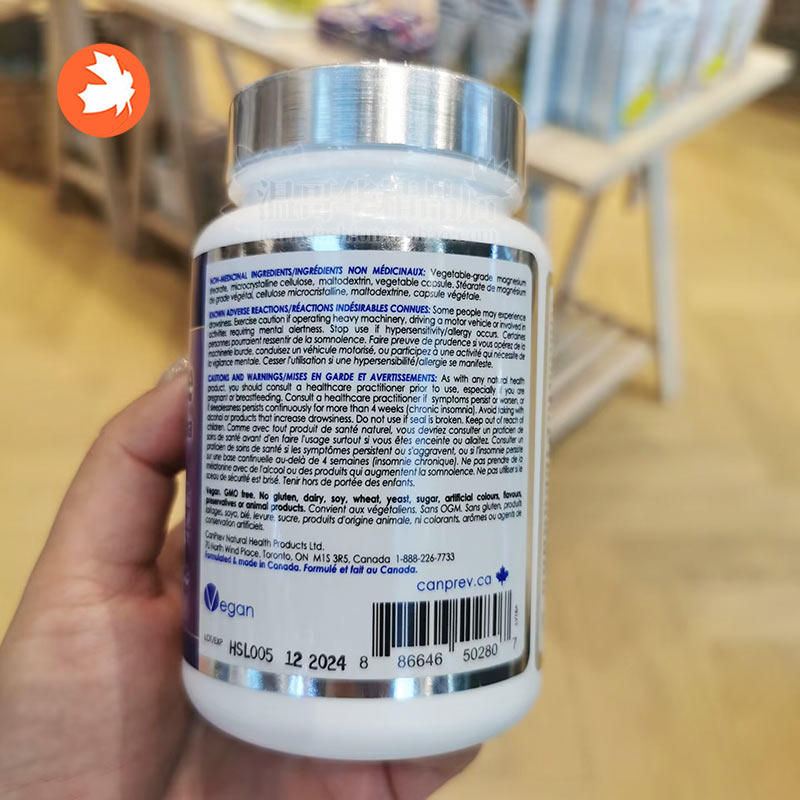 NON-MEDICINAL INGREDIENTS/INGRÉDIENTS NON MÉDICINAUX: Vegetable-grade magnesium
stearate, microcrystalline cellulose, maltodextrin, vegetable capsule. Stéarate de magnésium
de grade végétal, cellulose microcristalline, maltodextrine, capsule végétale.
KNOWN ADVERSE REACTIONS/RÉACTIONS INDÉSIRABLES CONNUES: Some people may experience
drowsiness. Exercise caution if operating heavy machinery, driving a motor vehicle or involved in
activities requiring mental alertness. Stop use if hypersensitivity/allergy occurs. Certaines
personnes pourraient ressentir de la somnolence. Faire preuve de prudence si vous opérez de la
machinerie lourde, conduisez un véhicule motorisé, ou participez à une activité qui nécessite de
la vigilance mentale. Cesser l'utilisation si une hypersensibilité/allergie se manifeste.
CAUTIONS AND WARNINGS/MISES EN GARDE ET AVERTISSEMENTS: As with any natural health
product, you should consult a healthcare practitioner prior to use, especially if you are
pregnant or breastfeeding. Consult a healthcare practitioner if symptoms persist or worsen, or
if sleeplessness persists continuously for more than 4 weeks (chronic insomnia). Avoid taking with
alcohol or products that increase drowsiness. Do not use if seal is broken. Keep out of reach of
children. Comme avec tout produit de santé naturel, vous devriez consulter un praticien de
soins de santé avant d'en faire l'usage surtout si vous êtes enceinte ou allaitez. Consulter un
praticien de soins de santé si les symptômes persistent ou s'aggravent, ou si l'insomnie persiste
sur une base continuelle au-delà de 4 semaines (insomnie chronique). Ne pas prendre de la
mélatonine avec de l'alcool ou des produits qui augmentent la somnolence. Ne pas utiliser si le
sceau de sécurité est brisé. Tenir hors de portée des enfants.
Vegan. GMO free. No gluten, dairy, soy, wheat, yeast, sugar, artificial colours, flavours,
preservatives or animal products. Convient aux végétaliens. Sans OGM. Sans gluten, produits
laitiers, soya, blé, levure, sucre, produits d'origine animale, ni colorants, arômes ou agents de
conservation artificiels.
CanPrev Natural Health Products Ltd.
70 North Wind Place, Toronto, ON M1S 3R5, Canada 1-888-226-7733
Formulated & made in Canada. Formulé et fait au Canada.
canprev.ca
Vegan
LOT/EXP HSL005 12 2024
8 86646 50280 7